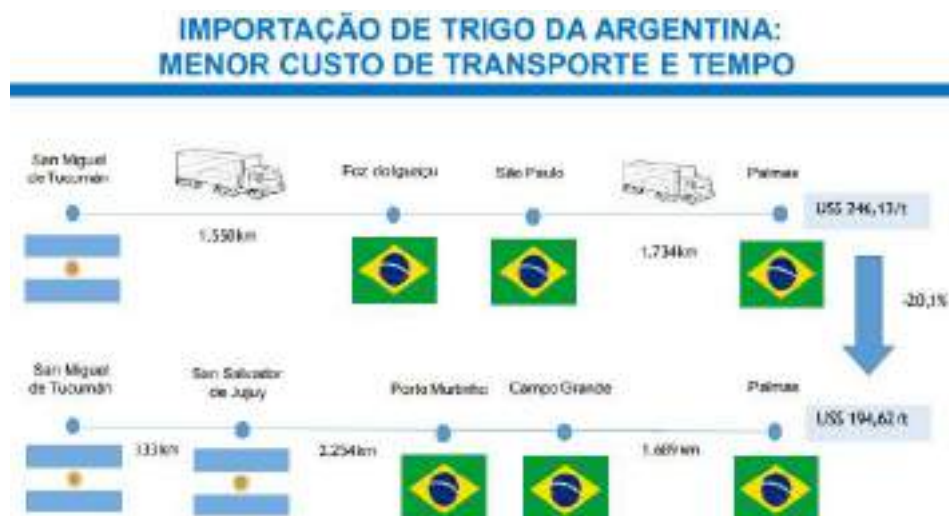 IMPORTAÇÃO DE TRIGO DA ARGENTINA:
MENOR CUSTO DE TRANSPORTE E TEMPO
San Miguel
de Tucumán
Foz do Iguaçu
São Paulo
Palmas
US$ 246,13/t
1.550km
1.734km
-20,1%
San Miguel
de Tucumán
San Salvador
de Jujuy
Porto Murtinho
Campo Grande
Palmas
US$ 194,62/t
333km
2.254km
1.689km